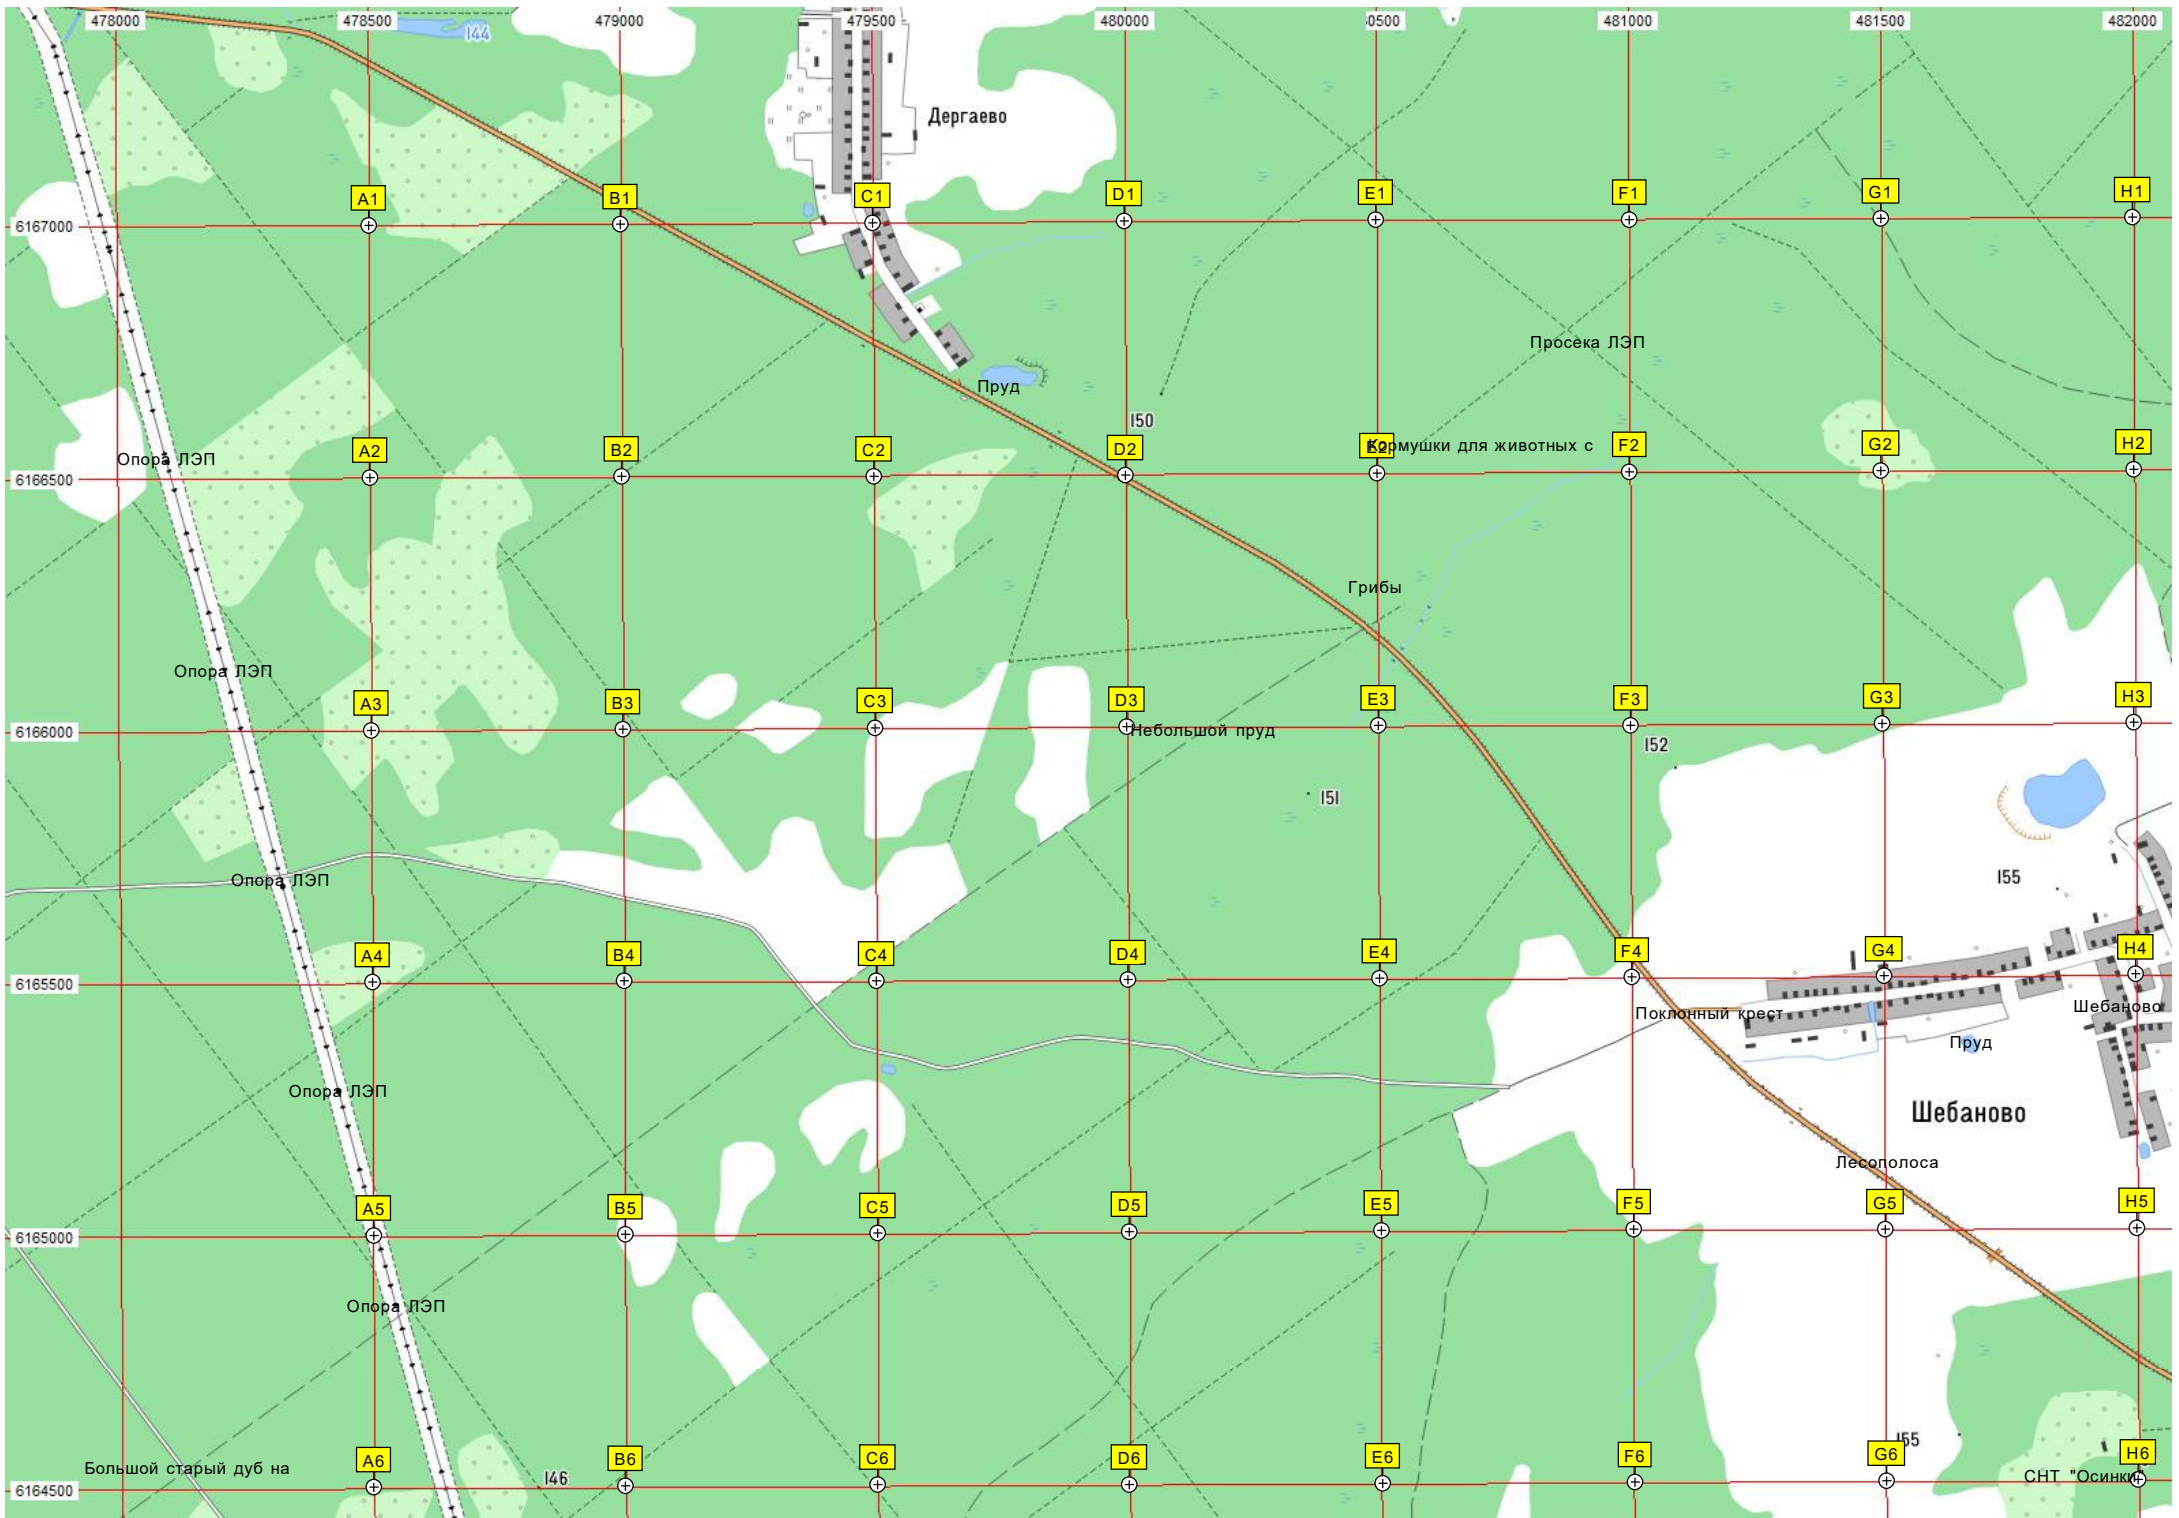 478000 478500 479000 479500 480000 80500 481000 481500 482000
144
Дергаево
A1 B1 C1 D1 E1 F1 G1 H1
6167000
Просека ЛЭП
Пруд
150
A2 B2 C2 D2 E2 Кормушки для животных с F2 G2 H2
Опора ЛЭП
6166500
Грибы
Опора ЛЭП
A3 B3 C3 D3 E3 F3 G3 H3
6166000
Небольшой пруд
152
151
155
Опора ЛЭП
A4 B4 C4 D4 E4 F4 G4 H4
6165500
Поклонный крест
Шебаново
Пруд
Опора ЛЭП
Шебаново
Лесополоса
A5 B5 C5 D5 E5 F5 G5 H5
6165000
Опора ЛЭП
155
A6 B6 C6 D6 E6 F6 G6 H6
Большой старый дуб на
146
СНТ "Осинки"
6164500